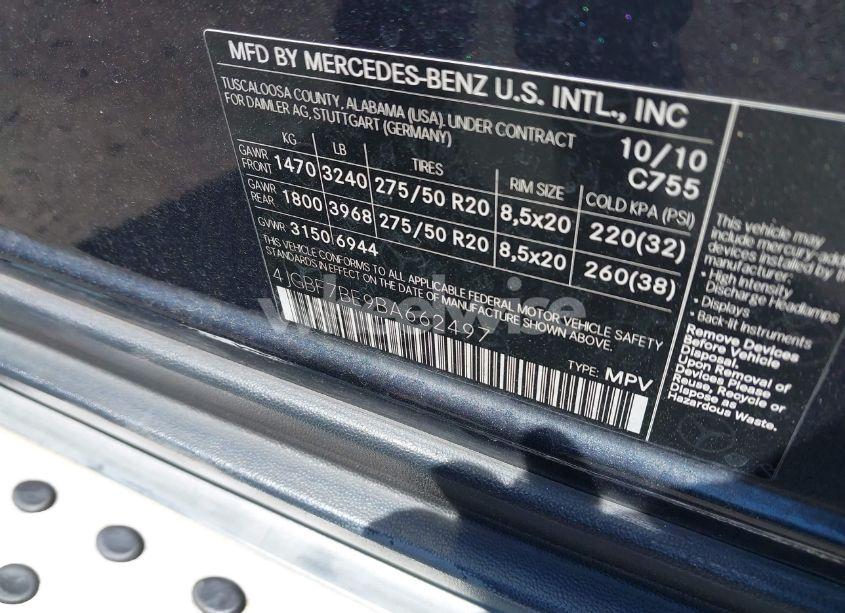 MFD BY MERCEDES-BENZ U.S. INTL., INC
TUSCALOOSA COUNTY, ALABAMA (USA). UNDER CONTRACT
FOR DAIMLER AG, STUTTGART (GERMANY)
10/10
C755
KG LB TIRES RIM SIZE COLD KPA (PSI)
GAWR FRONT 1470 3240 275/50 R20 8,5x20 220(32)
GAWR REAR 1800 3968 275/50 R20 8,5x20 260(38)
GVWR 3150 6944
THIS VEHICLE CONFORMS TO ALL APPLICABLE FEDERAL MOTOR VEHICLE SAFETY
STANDARDS IN EFFECT ON THE DATE OF MANUFACTURE SHOWN ABOVE.
4JGBF7BE9BA662497
TYPE: MPV
This vehicle may
include mercury-
devices installed by
manufacturer:
• High Intensity
Discharge Headlamps
• Displays
• Back-lit Instruments
Remove Devices
Before Vehicle
Disposal.
Upon Removal of
Devices Please
Reuse, Recycle or
Dispose as
Hazardous Waste.